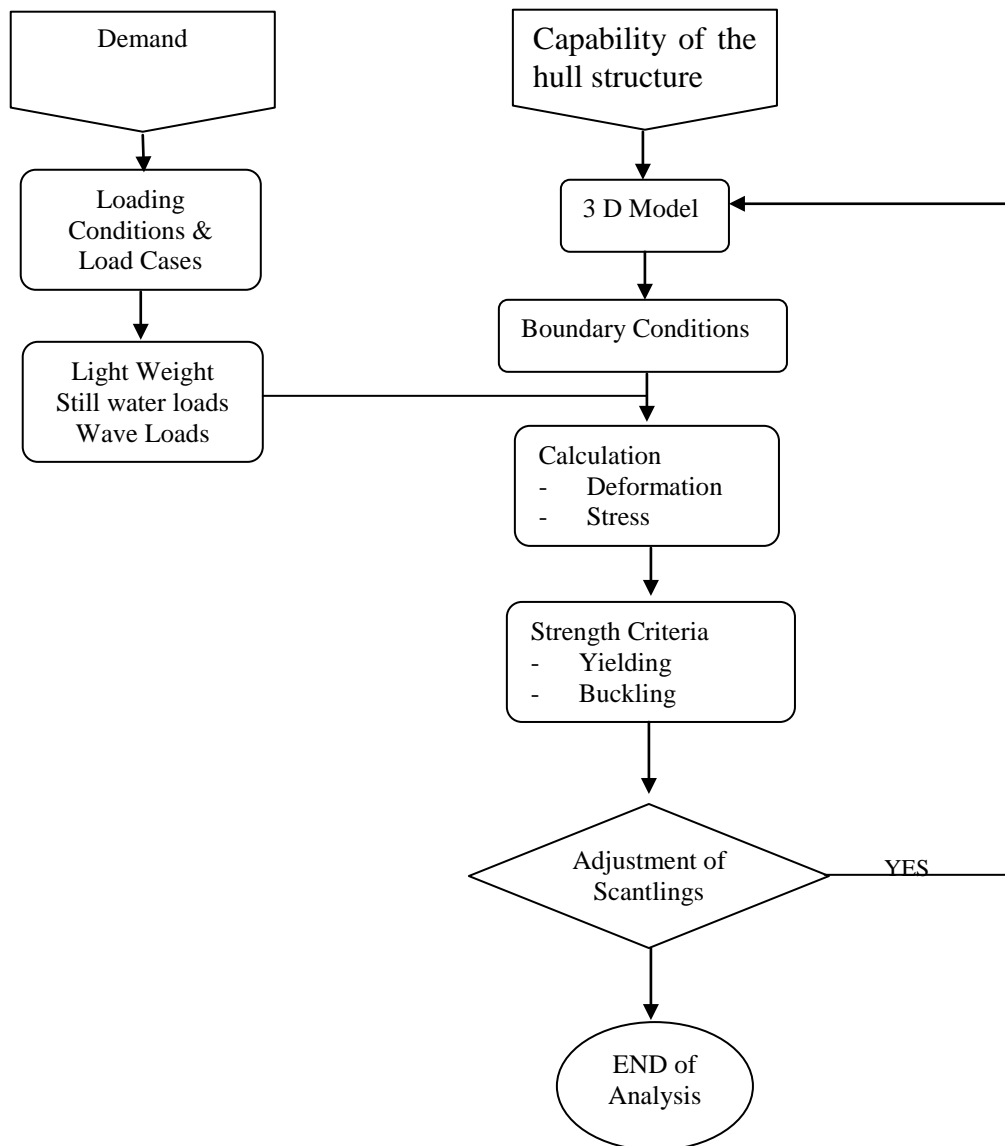 Demand
Loading
Conditions &
Load Cases
Light Weight
Still water loads
Wave Loads
Capability of the
hull structure
3 D Model
Boundary Conditions
Calculation
- Deformation
- Stress
Strength Criteria
- Yielding
- Buckling
Adjustment of
Scantlings
YES
END of
Analysis